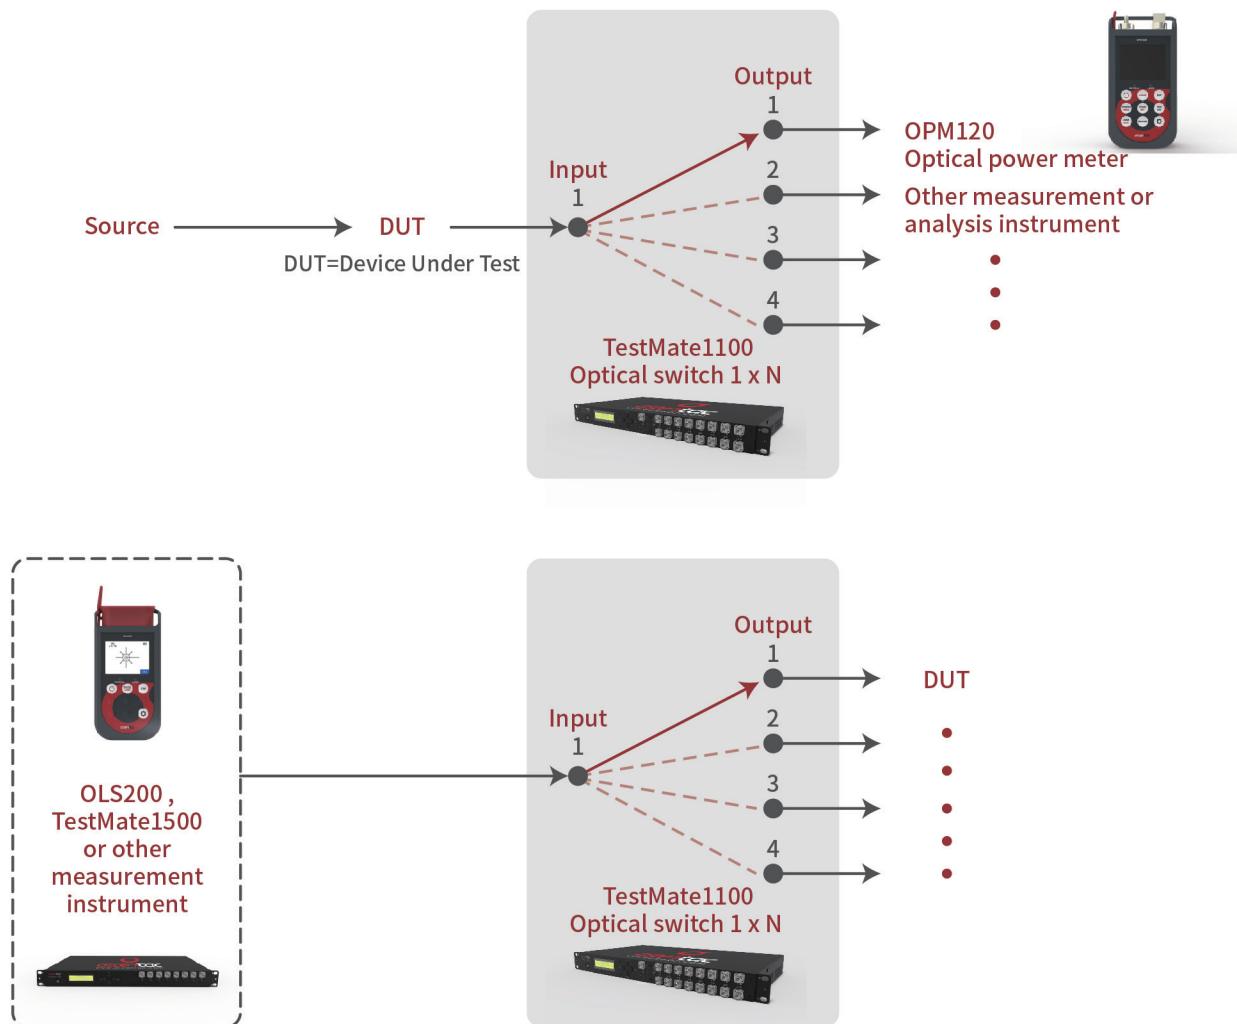 Output
1
OPM120
Optical power meter
Input
1
2
Other measurement or
analysis instrument
Source
DUT
DUT=Device Under Test
3
4
TestMate1100
Optical switch 1 x N
Output
1
DUT
Input
1
2
3
4
OLS200 ,
TestMate1500
or other
measurement
instrument
TestMate1100
Optical switch 1 x N